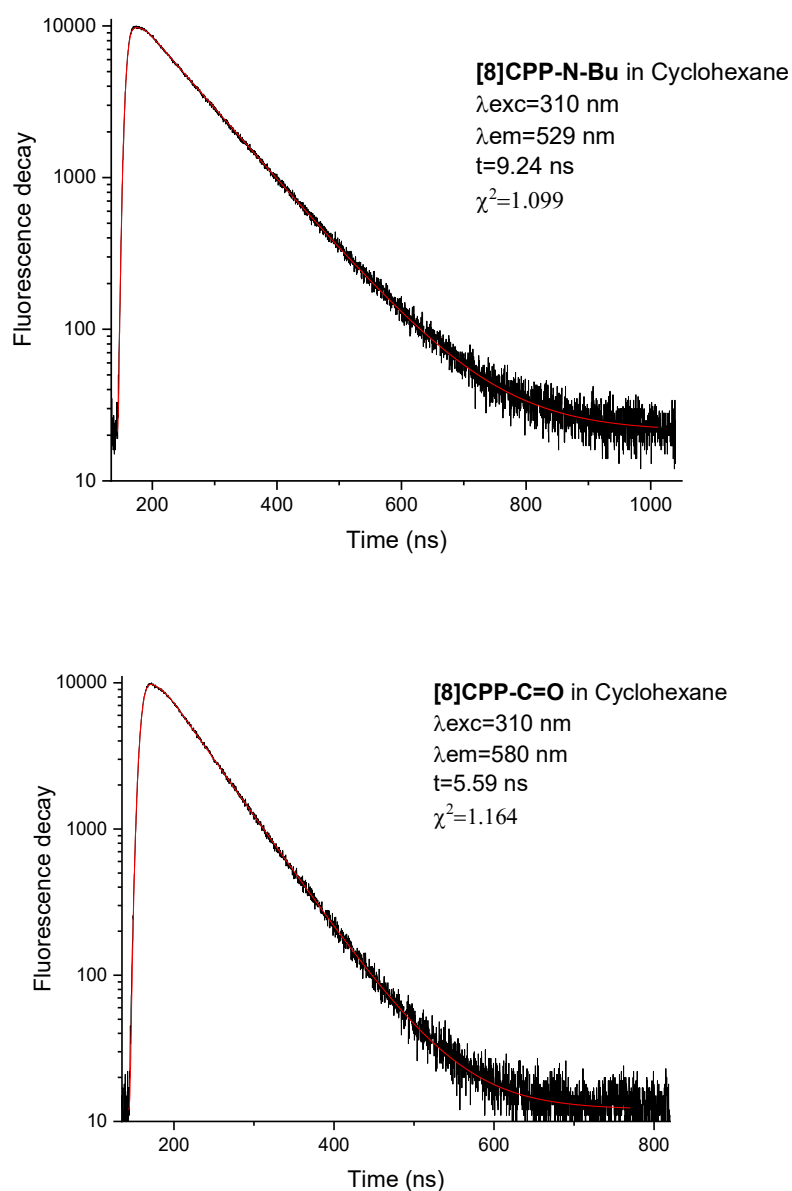 10000
1000
100
10
Fluorescence decay
[8]CPP-N-Bu in Cyclohexane
λexc=310 nm
λem=529 nm
t=9.24 ns
χ²=1.099
200 400 600 800 1000
Time (ns)
10000
1000
100
10
Fluorescence decay
[8]CPP-C=O in Cyclohexane
λexc=310 nm
λem=580 nm
t=5.59 ns
χ²=1.164
200 400 600 800
Time (ns)